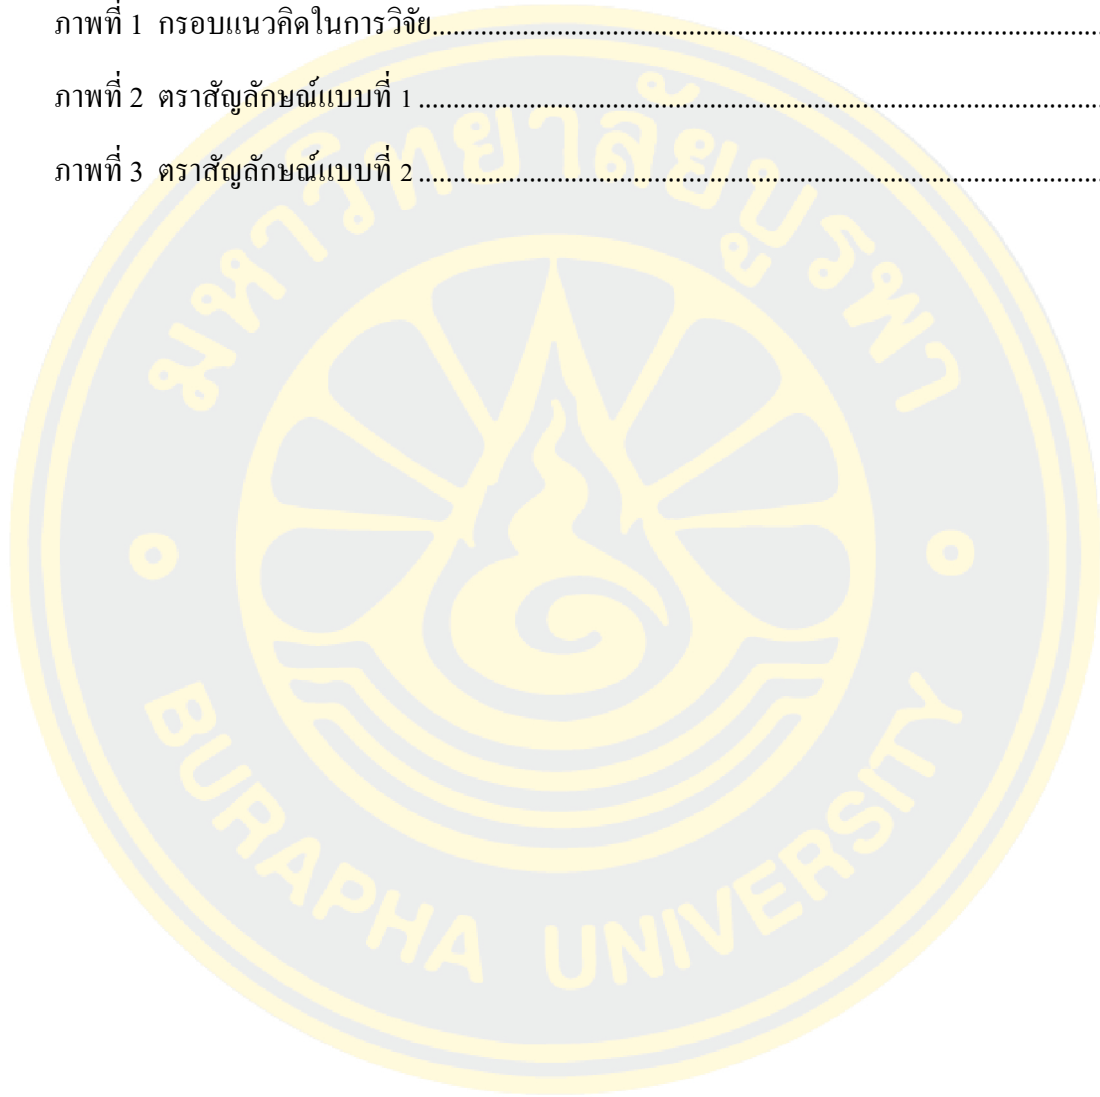 ภาพที่ 1 กรอบแนวคิดในการวิจัย................................................................................
ภาพที่ 2 ตราสัญลักษณ์แบบที่ 1................................................................................
ภาพที่ 3 ตราสัญลักษณ์แบบที่ 2................................................................................
มหาวิทยาลัยบูรพา
BURAPHA UNIVERSITY